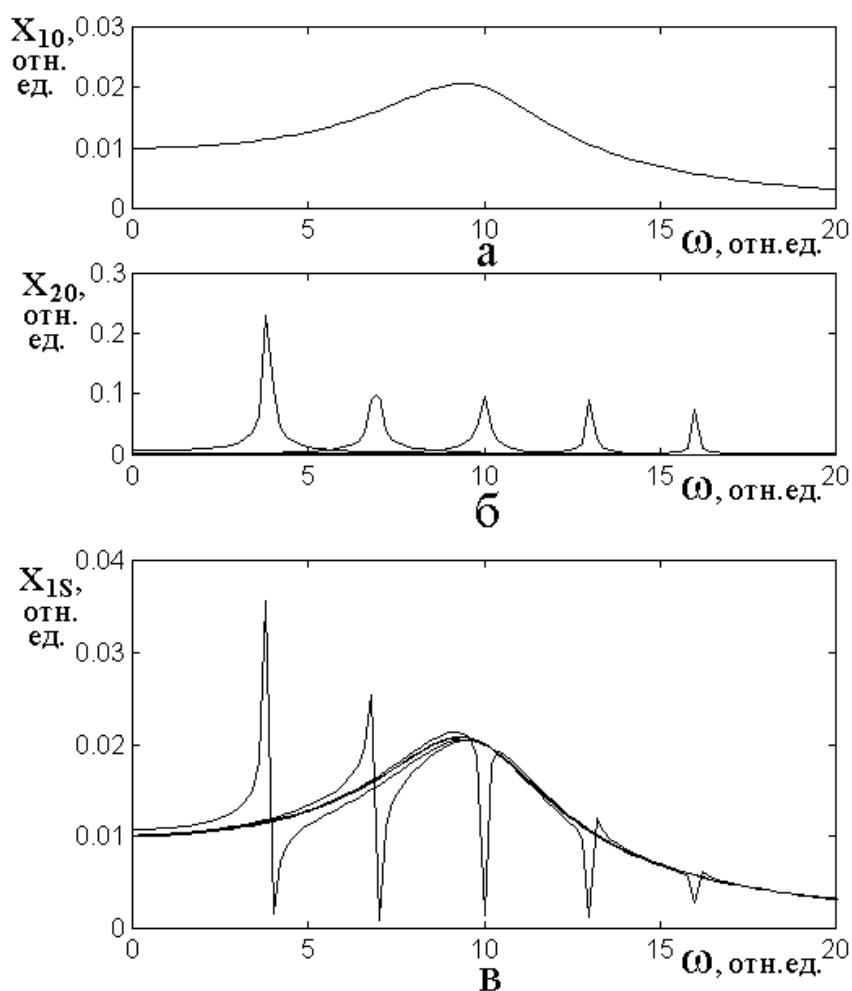 X10,
отн.
ед.
0.03
0.02
0.01
0
0 5 10 15 20
а
ω, отн.ед.
X20,
отн.
ед.
0.3
0.2
0.1
0
0 5 10 15 20
б
ω, отн.ед.
X1S,
отн.
ед.
0.04
0.03
0.02
0.01
0
0 5 10 15 20
в
ω, отн.ед.